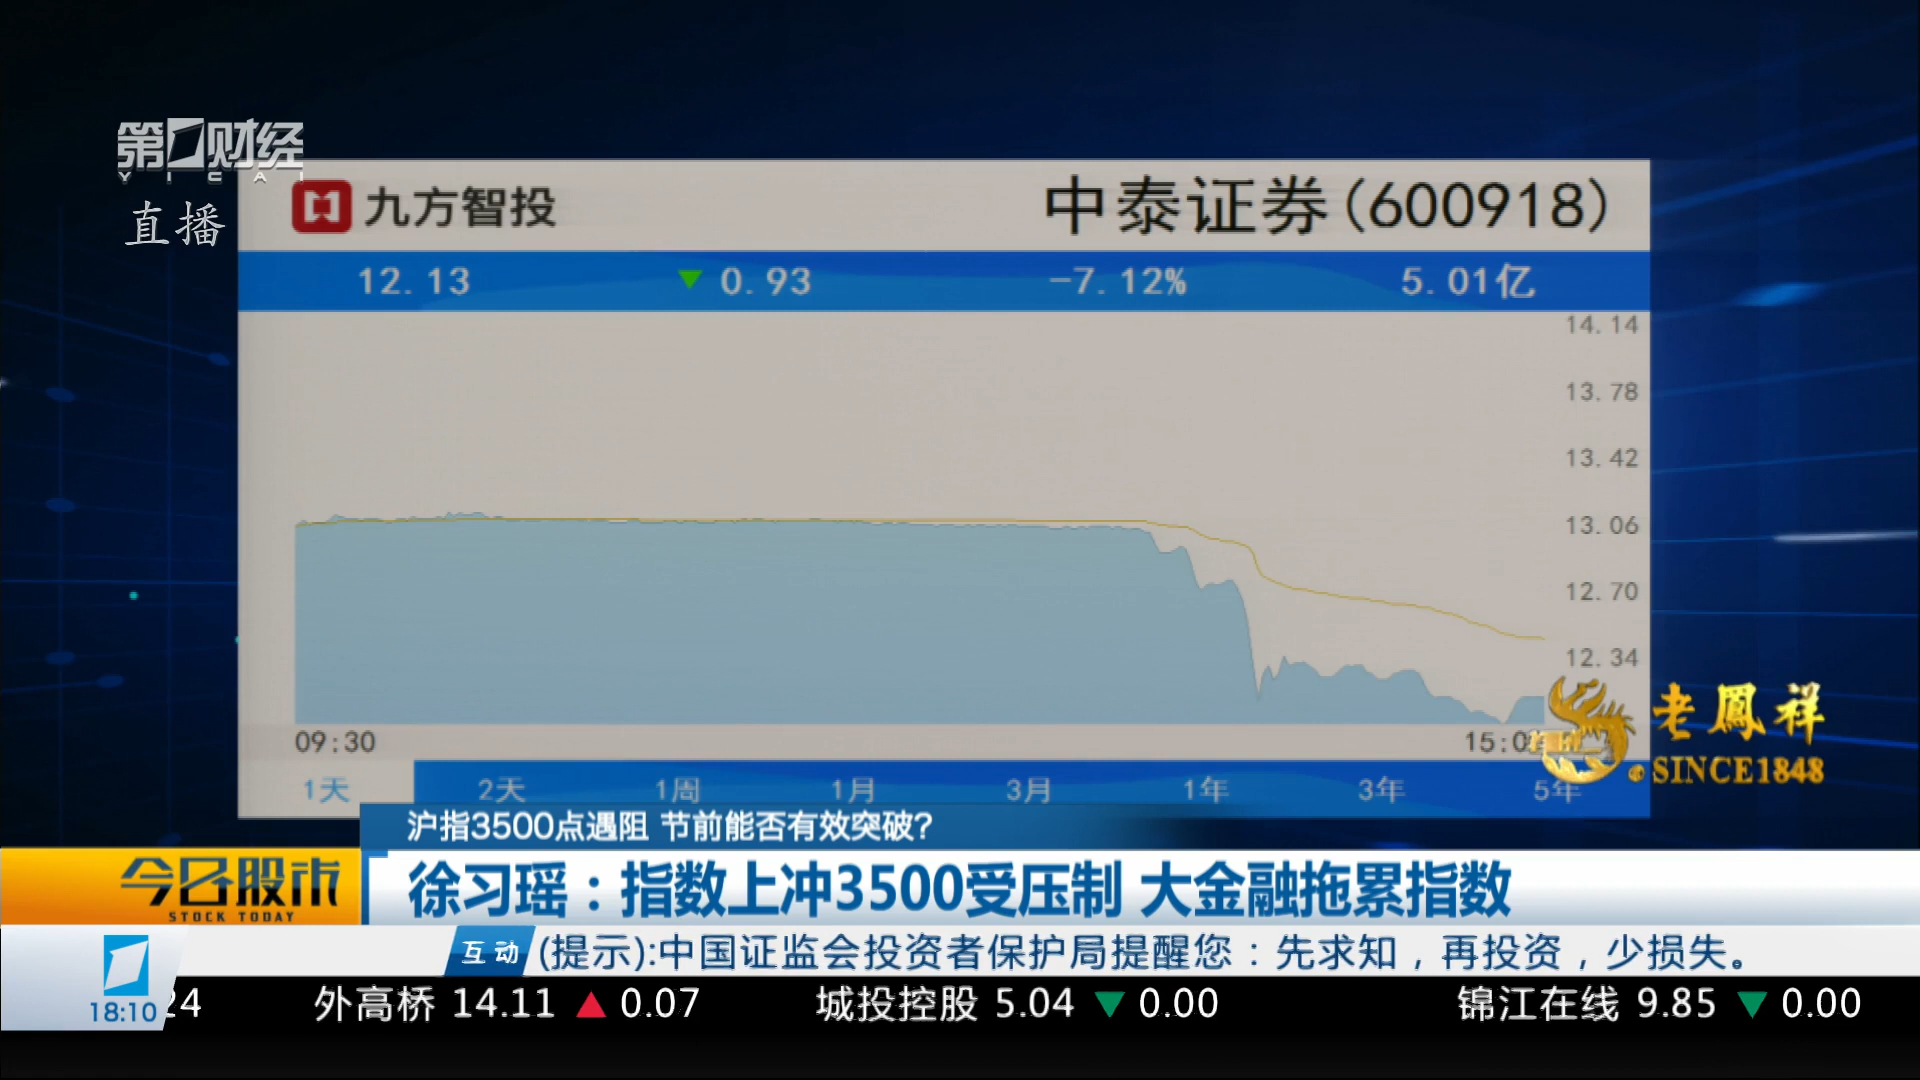 第一财经
YICAI
直播
九方智投
中泰证券(600918)
12.13 ▼ 0.93 -7.12% 5.01亿
14.14
13.78
13.42
13.06
12.70
12.34
09:30
1天 2天 1周 1月 3月 1年 3年 5年
老鳳祥
SINCE1848
沪指3500点遇阻 节前能否有效突破?
今日股市
STOCK TODAY
徐习瑶：指数上冲3500受压制 大金融拖累指数
互动 (提示):中国证监会投资者保护局提醒您：先求知，再投资，少损失。
18:10
24 外高桥 14.11 ▲ 0.07 城投控股 5.04 ▼ 0.00 锦江在线 9.85 ▼ 0.00